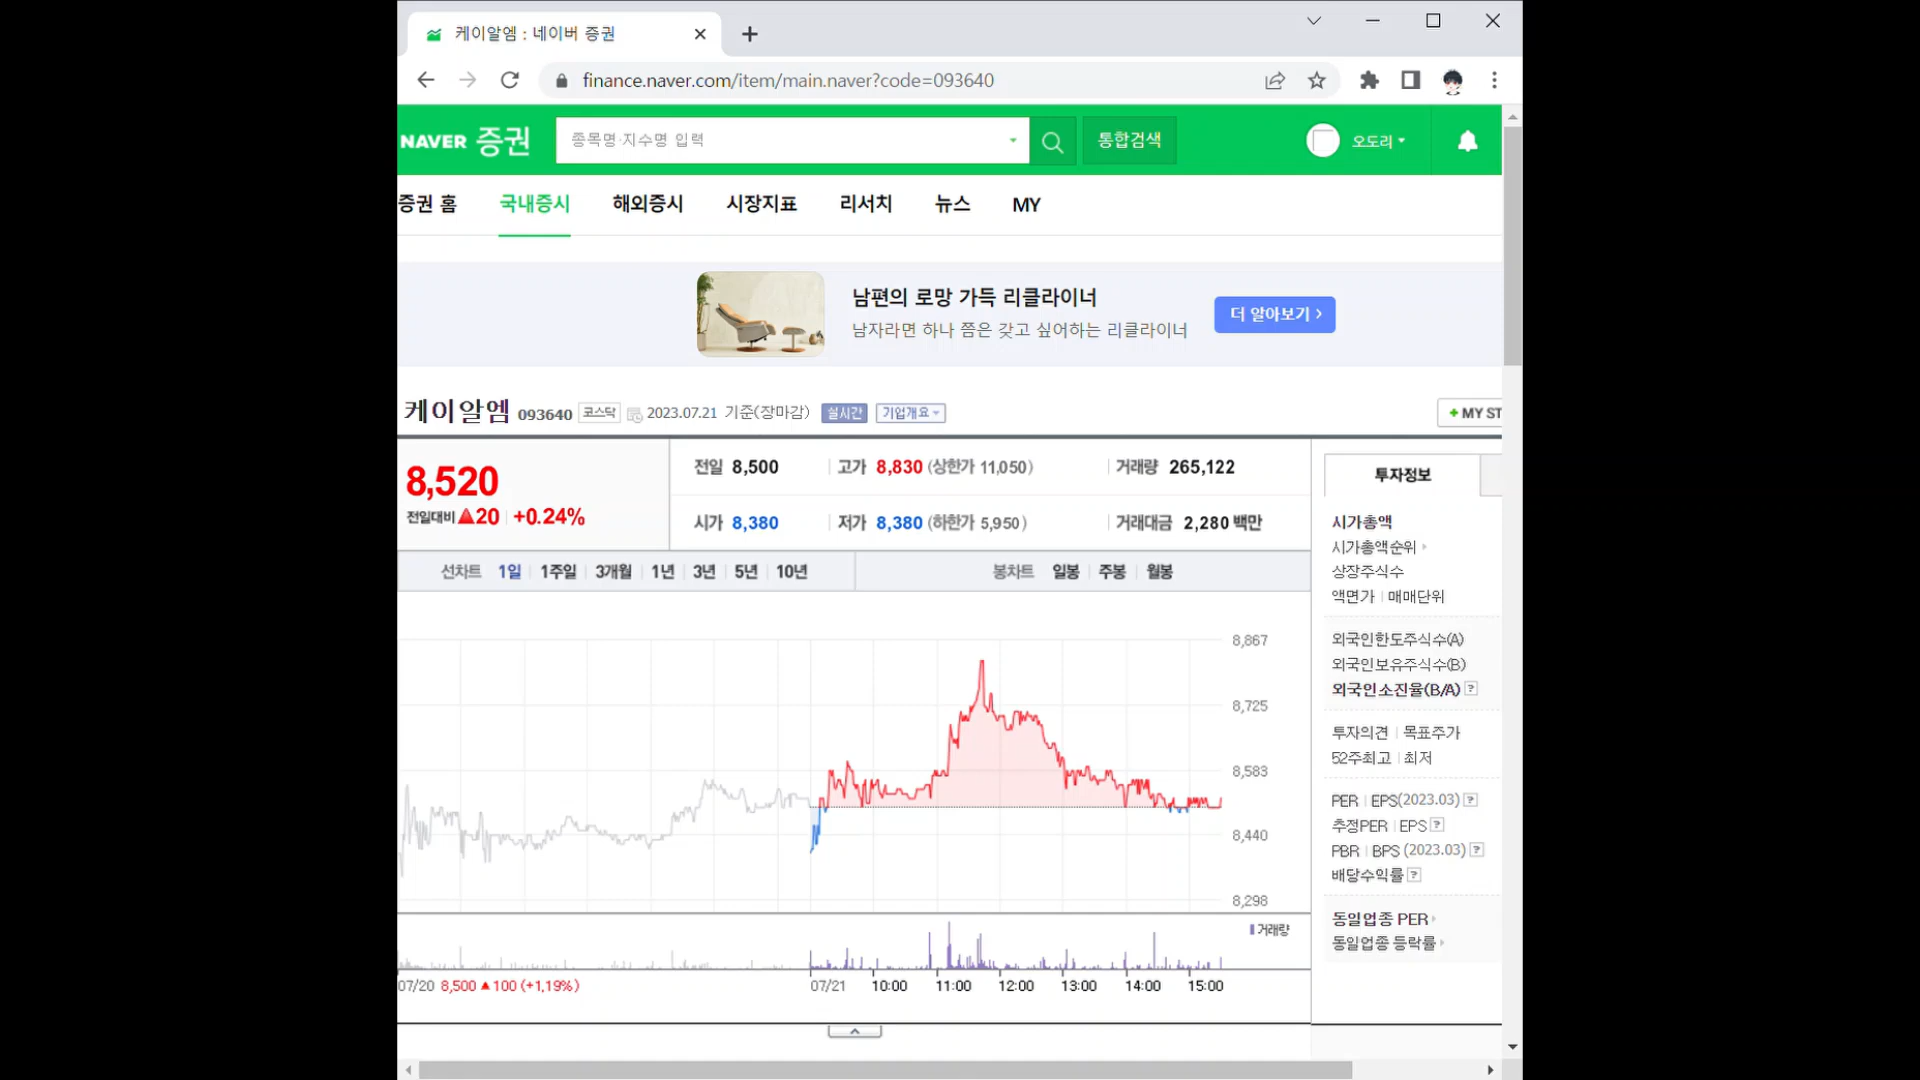 케이알엠 : 네이버 증권
finance.naver.com/item/main.naver?code=093640
NAVER 증권
종목명·지수명 입력
통합검색
오도리
증권 홈 국내증시 해외증시 시장지표 리서치 뉴스 MY
남편의 로망 가득 리클라이너
남자라면 하나 쯤은 갖고 싶어하는 리클라이너
더 알아보기
케이알엠 093640 코스닥 2023.07.21 기준(장마감) 실시간 기업개요
+ MY ST
8,520
전일대비 ▲20 +0.24%
전일 8,500 고가 8,830 (상한가 11,050) 거래량 265,122
시가 8,380 저가 8,380 (하한가 5,950) 거래대금 2,280 백만
선차트 1일 1주일 3개월 1년 3년 5년 10년 봉차트 일봉 주봉 월봉
8,867
8,725
8,583
8,440
8,298
거래량
07/20 8,500 ▲100 (+1,19%) 07/21 10:00 11:00 12:00 13:00 14:00 15:00
투자정보
시가총액
시가총액순위
상장주식수
액면가 매매단위
외국인한도주식수(A)
외국인보유주식수(B)
외국인소진율(B/A) ?
투자의견 목표주가
52주최고 최저
PER EPS(2023.03) ?
추정PER EPS ?
PBR BPS (2023.03) ?
배당수익률 ?
동일업종 PER
동일업종 등락률